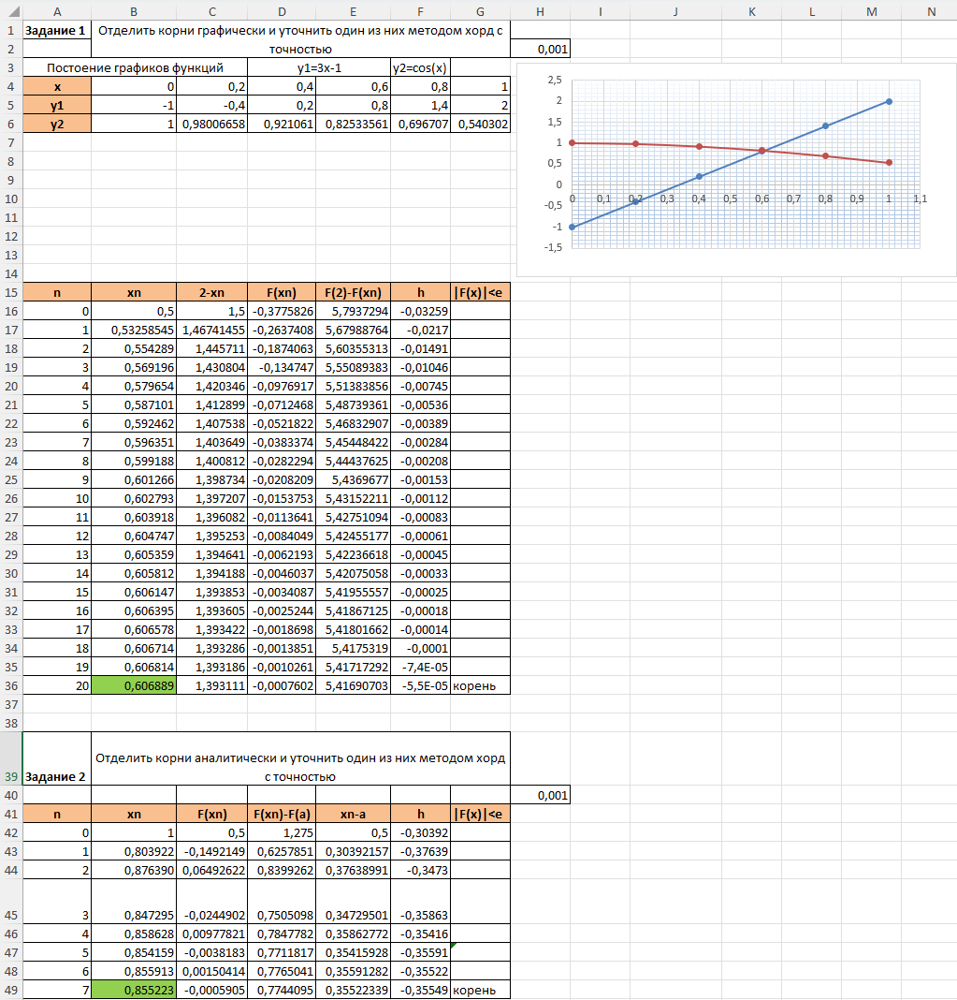 A B C D E F G H I J K L M N
1 Задание 1 Отделить корни графически и уточнить один из них методом хорд с
2 точностью 0,001
3 Постоение графиков функций y1=3x-1 y2=cos(x)
4 x 0 0,2 0,4 0,6 0,8 1
5 y1 -1 -0,4 0,2 0,8 1,4 2
6 y2 1 0,98006658 0,921061 0,82533561 0,696707 0,540302
7
8
9
10
11
12
13
14
2,5
2
1,5
1
0,5
0
-0,5
-1
-1,5
0 0,1 0,2 0,3 0,4 0,5 0,6 0,7 0,8 0,9 1 1,1
15 n xn 2-xn F(xn) F(2)-F(xn) h |F(x)|<e
16 0 0,5 1,5 -0,3775826 5,7937294 -0,03259
17 1 0,53258545 1,46741455 -0,2637408 5,67988764 -0,0217
18 2 0,554289 1,445711 -0,1874063 5,60355313 -0,01491
19 3 0,569196 1,430804 -0,134747 5,55089383 -0,01046
20 4 0,579654 1,420346 -0,0976917 5,51383856 -0,00745
21 5 0,587101 1,412899 -0,0712468 5,48739361 -0,00536
22 6 0,592462 1,407538 -0,0521822 5,46832907 -0,00389
23 7 0,596351 1,403649 -0,0383374 5,45448422 -0,00284
24 8 0,599188 1,400812 -0,0282294 5,44437625 -0,00208
25 9 0,601266 1,398734 -0,0208209 5,4369677 -0,00153
26 10 0,602793 1,397207 -0,0153753 5,43152211 -0,00112
27 11 0,603918 1,396082 -0,0113641 5,42751094 -0,00083
28 12 0,604747 1,395253 -0,0084049 5,42455177 -0,00061
29 13 0,605359 1,394641 -0,0062193 5,42236618 -0,00045
30 14 0,605812 1,394188 -0,0046037 5,42075058 -0,00033
31 15 0,606147 1,393853 -0,0034087 5,41955557 -0,00025
32 16 0,606395 1,393605 -0,0025244 5,41867125 -0,00018
33 17 0,606578 1,393422 -0,0018698 5,41801662 -0,00014
34 18 0,606714 1,393286 -0,0013851 5,4175319 -0,0001
35 19 0,606814 1,393186 -0,0010261 5,41717292 -7,4E-05
36 20 0,606889 1,393111 -0,0007602 5,41690703 -5,5E-05 корень
37
38
Отделить корни аналитически и уточнить один из них методом хорд
39 Задание 2 с точностью
40 0,001
41 n xn F(xn) F(xn)-F(a) xn-a h |F(x)|<e
42 0 1 0,5 1,275 0,5 -0,30392
43 1 0,803922 -0,1492149 0,6257851 0,30392157 -0,37639
44 2 0,876390 0,06492622 0,8399262 0,37638991 -0,3473
45 3 0,847295 -0,0244902 0,7505098 0,34729501 -0,35863
46 4 0,858628 0,00977821 0,7847782 0,35862772 -0,35416
47 5 0,854159 -0,0038183 0,7711817 0,35415928 -0,35591
48 6 0,855913 0,00150414 0,7765041 0,35591282 -0,35522
49 7 0,855223 -0,0005905 0,7744095 0,35522339 -0,35549 корень